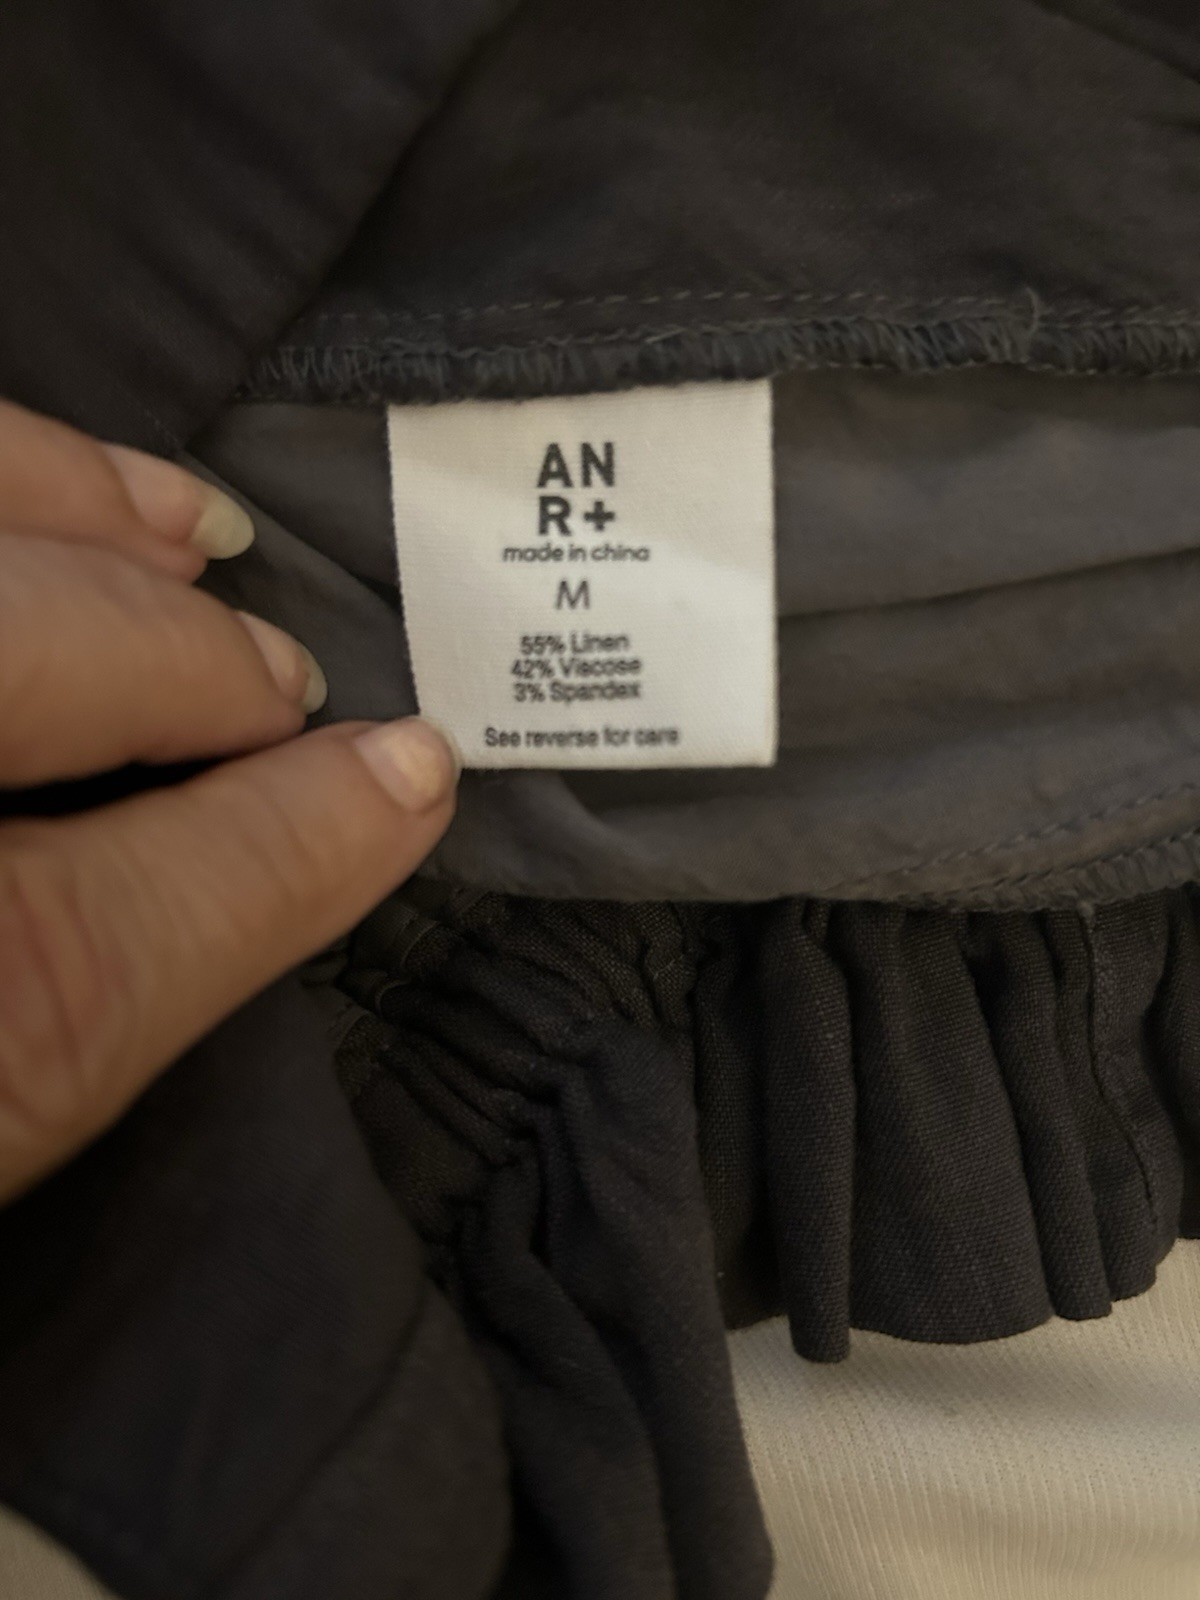 AN
R+
made in china
M
55% Linen
42% Viscose
3% Spandex
See reverse for care